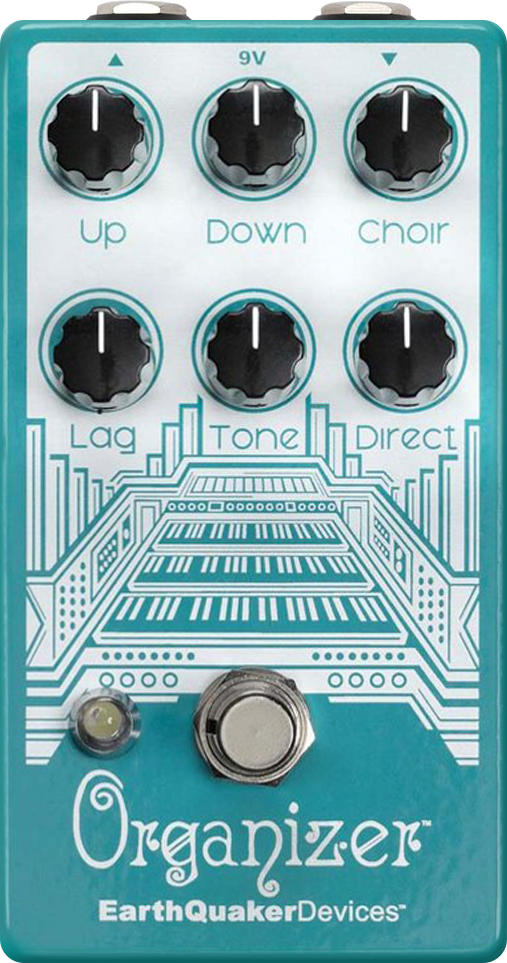 ▲ 9V ▼
Up Down Choir
Lag Tone Direct
Organizer™
EarthQuakerDevices™